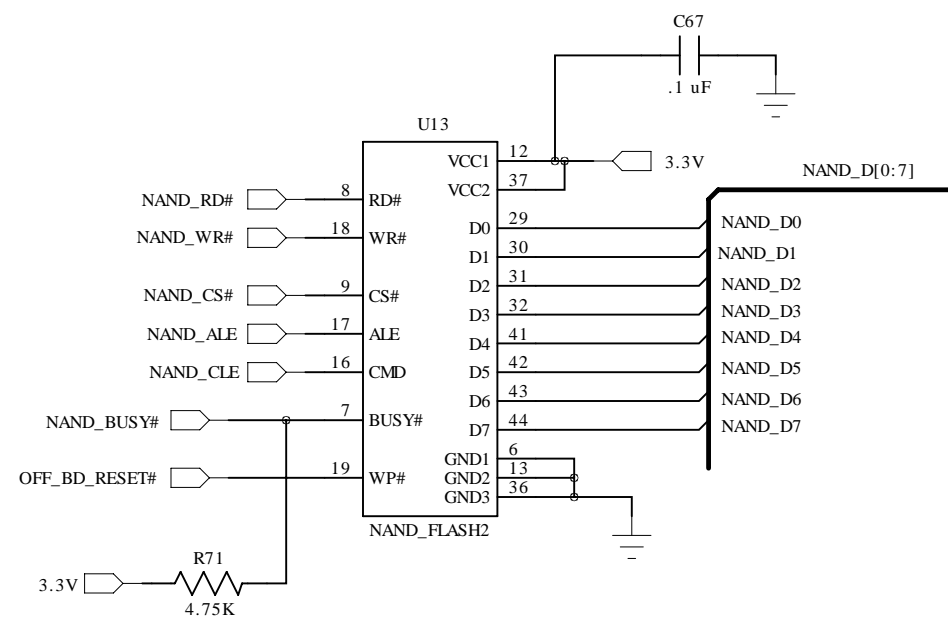 C67
.1 uF
U13
VCC1 12 3.3V
NAND_D[0:7]
VCC2 37
NAND_RD# 8 RD#
D0 29 NAND_D0
NAND_WR# 18 WR#
D1 30 NAND_D1
D2 31 NAND_D2
NAND_CS# 9 CS#
D3 32 NAND_D3
NAND_ALE 17 ALE
D4 41 NAND_D4
NAND_CLE 16 CMD
D5 42 NAND_D5
D6 43 NAND_D6
NAND_BUSY# 7 BUSY#
D7 44 NAND_D7
GND1 6
OFF_BD_RESET# 19 WP#
GND2 13
GND3 36
NAND_FLASH2
R71
3.3V
4.75K